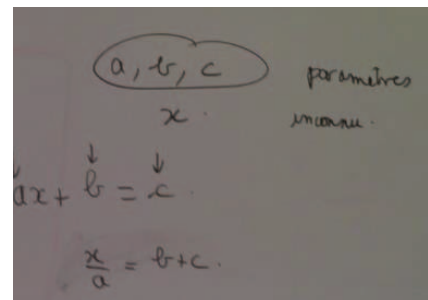 a, b, c paramètres
x. inconnu.
ax + b = c.
x/a = b+c.